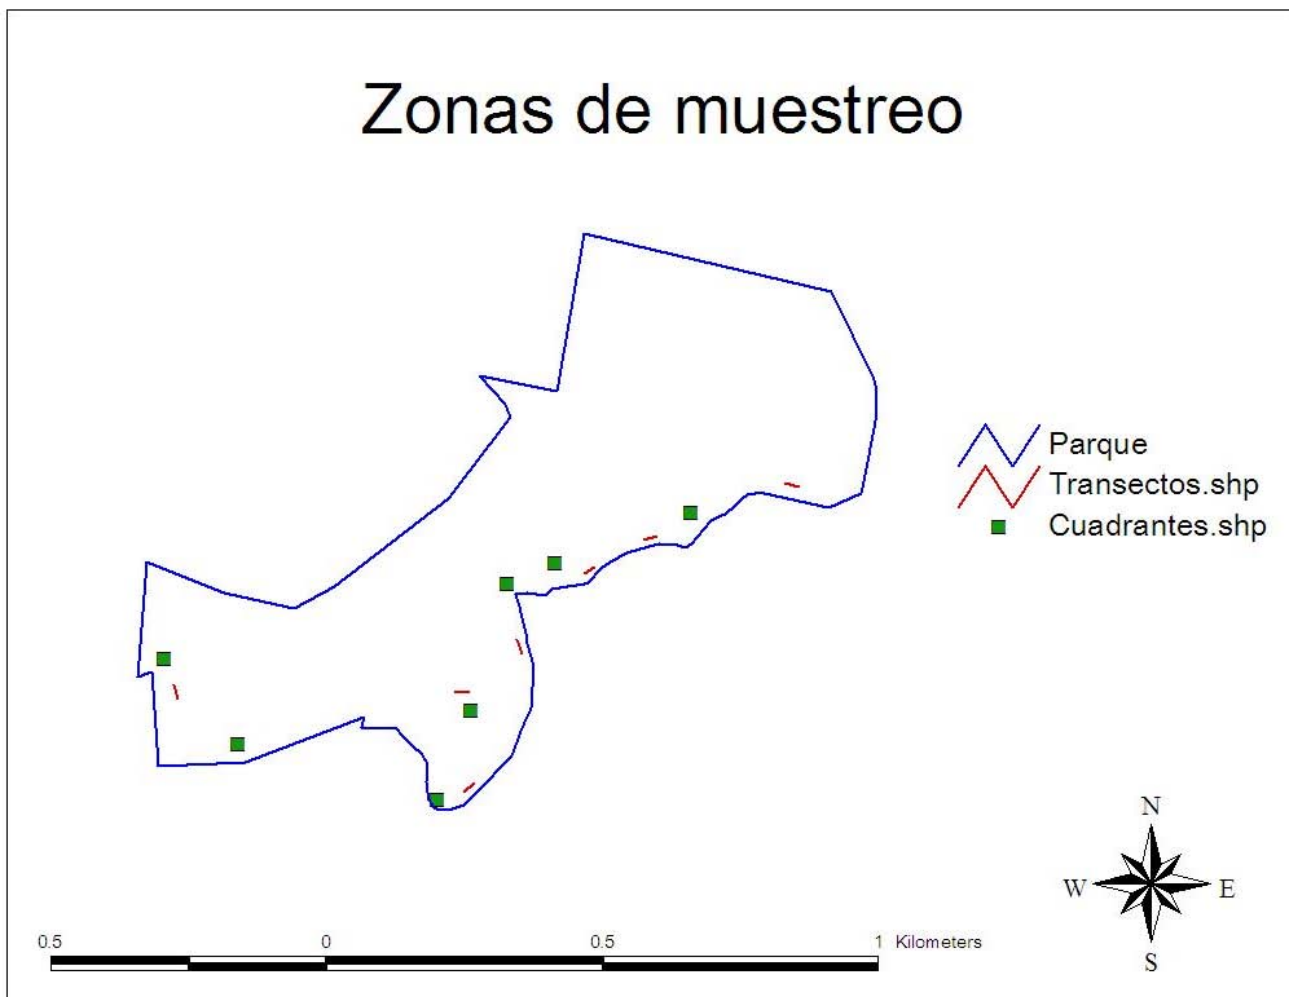 Zonas de muestreo
Parque
Transectos.shp
Cuadrantes.shp
N
W E
S
0.5 0 0.5 1 Kilometers